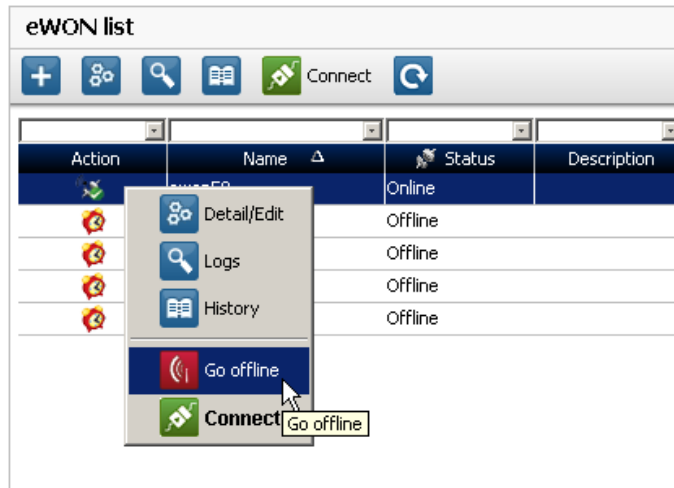 eWON list
Connect
Action Name Status Description
Online
Detail/Edit
Offline
Logs
Offline
Offline
History
Offline
Go offline
Connect
Go offline